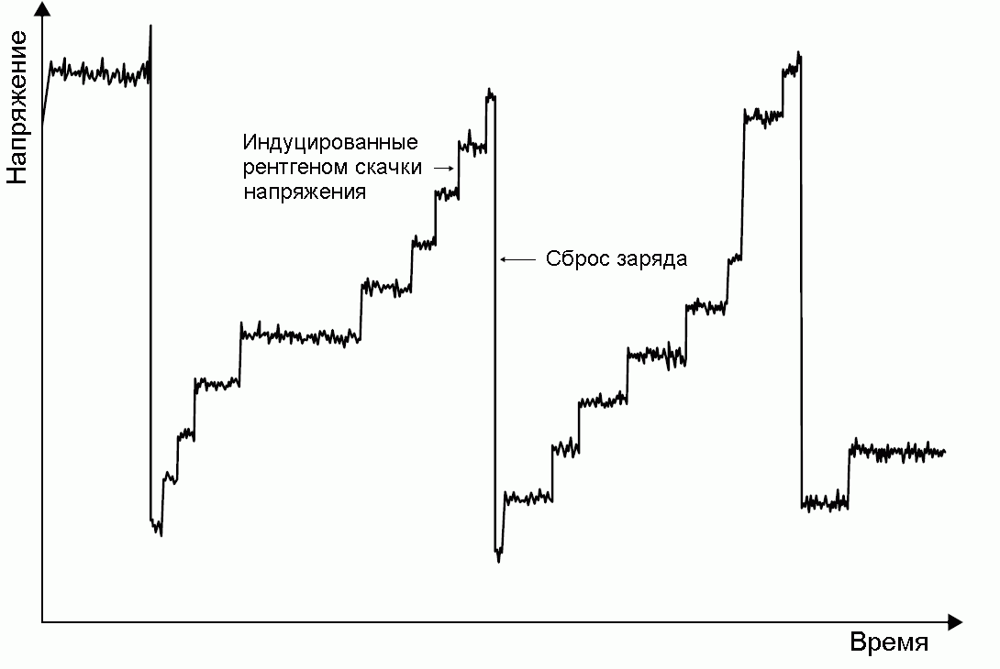 Напряжение
Индуцированные
рентгеном скачки
напряжения
Сброс заряда
Время